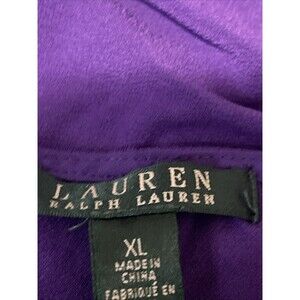 LAUREN
RALPH LAUREN
XL
MADE IN
CHINA
FABRIQUÉ EN